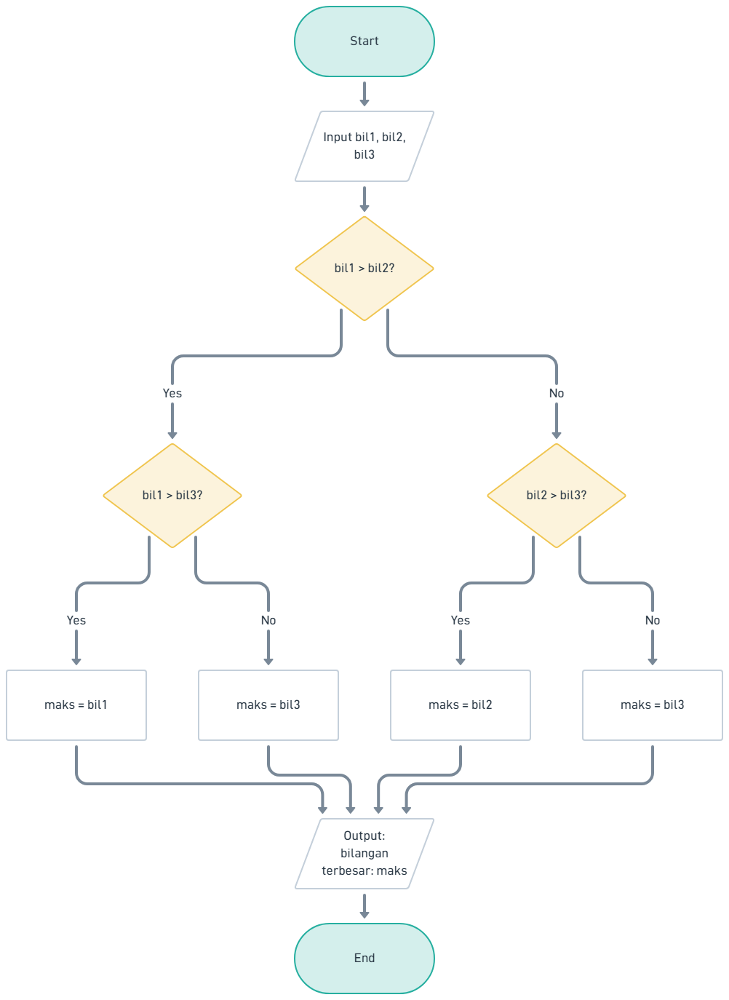 Start
Input bil1, bil2,
bil3
bil1 > bil2?
Yes
No
bil1 > bil3?
bil2 > bil3?
Yes
No
Yes
No
maks = bil1
maks = bil3
maks = bil2
maks = bil3
Output:
bilangan
terbesar: maks
End